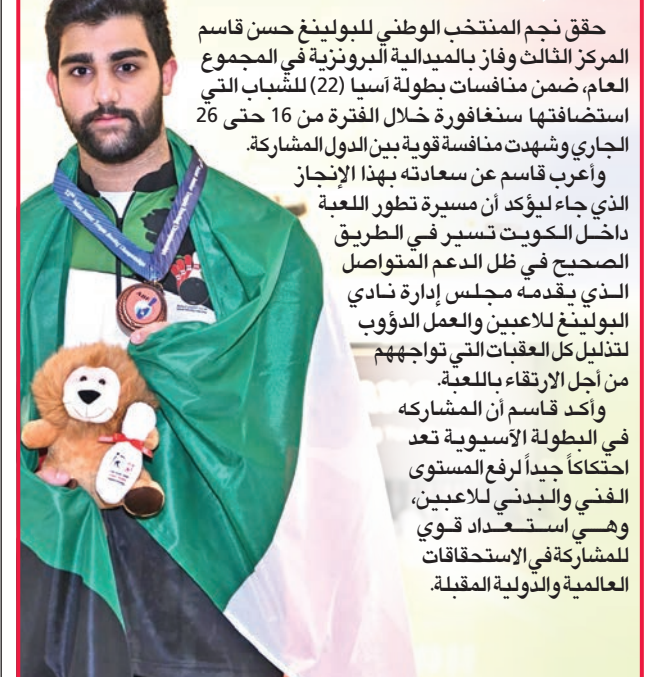 حقق نجم المنتخب الوطني للبولينغ حسن قاسم
المركز الثالث وفاز بالميدالية البرونزية في المجموع
العام، ضمن منافسات بطولة آسيا (22) للشباب التي
استضافتها سنغافورة خلال الفترة من 16 حتى 26
الجاري وشهدت منافسة قوية بين الدول المشاركة.
وأعرب قاسم عن سعادته بهذا الإنجاز
الذي جاء ليؤكد أن مسيرة تطور اللعبة
داخل الكويت تسير في الطريق
الصحيح في ظل الدعم المتواصل
الذي يقدمه مجلس إدارة نادي
البولينغ للاعبين والعمل الدؤوب
لتذليل كل العقبات التي تواجههم
من أجل الارتقاء باللعبة.
وأكد قاسم أن المشاركه
في البطولة الآسيوية تعد
احتكاكاً جيداً لرفع المستوى
الفني والبدني للاعبين،
وهي استعداد قوي
للمشاركة في الاستحقاقات
العالمية والدولية المقبلة.